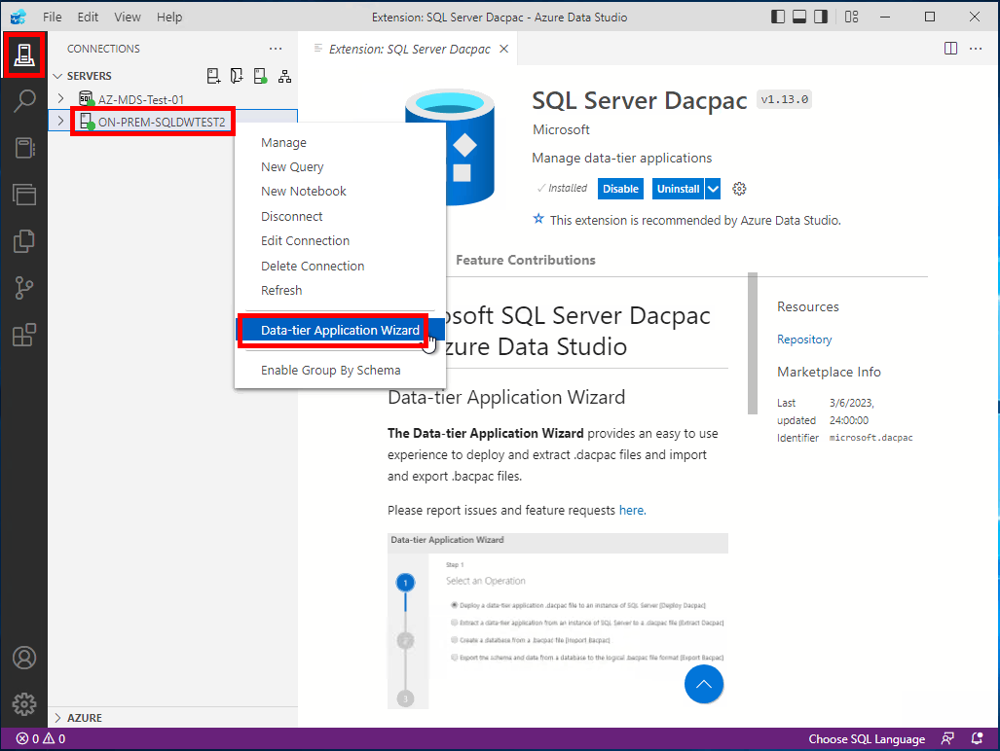 File Edit View Help
Extension: SQL Server Dacpac - Azure Data Studio
CONNECTIONS
SERVERS
AZ-MDS-Test-01
ON-PREM-SQLDWTEST2
Manage
New Query
New Notebook
Disconnect
Edit Connection
Delete Connection
Refresh
Data-tier Application Wizard
Enable Group By Schema
AZURE
Extension: SQL Server Dacpac
SQL Server Dacpac v1.13.0
Microsoft
Manage data-tier applications
Installed Disable Uninstall
This extension is recommended by Azure Data Studio.
Feature Contributions
osoft SQL Server Dacpac
zure Data Studio
Data-tier Application Wizard
The Data-tier Application Wizard provides an easy to use
experience to deploy and extract .dacpac files and import
and export .bacpac files.
Please report issues and feature requests here.
Data-tier Application Wizard
Step 1
Select an Operation
1
Deploy a data-tier application .dacpac file to an instance of SQL Server [Deploy Dacpac]
Extract a data-tier application from an instance of SQL Server to a .dacpac file [Extract Dacpac]
2
Create a database from a .bacpac file [Import Bacpac]
Export the schema and data from a database to the logical .bacpac file format [Export Bacpac]
3
Resources
Repository
Marketplace Info
Last 3/6/2023,
updated 24:00:00
Identifier microsoft.dacpac
0 0
Choose SQL Language